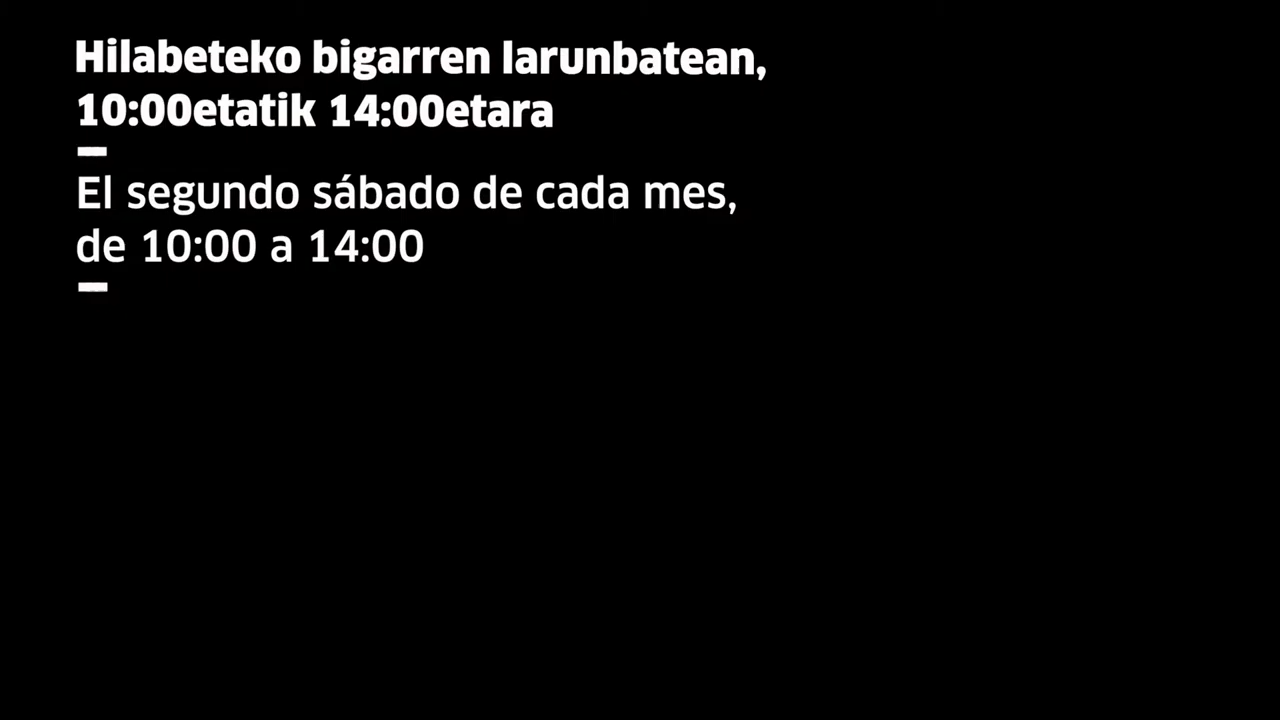 Hilabeteko bigarren larunbatean,
10:00etatik 14:00etara
El segundo sábado de cada mes,
de 10:00 a 14:00